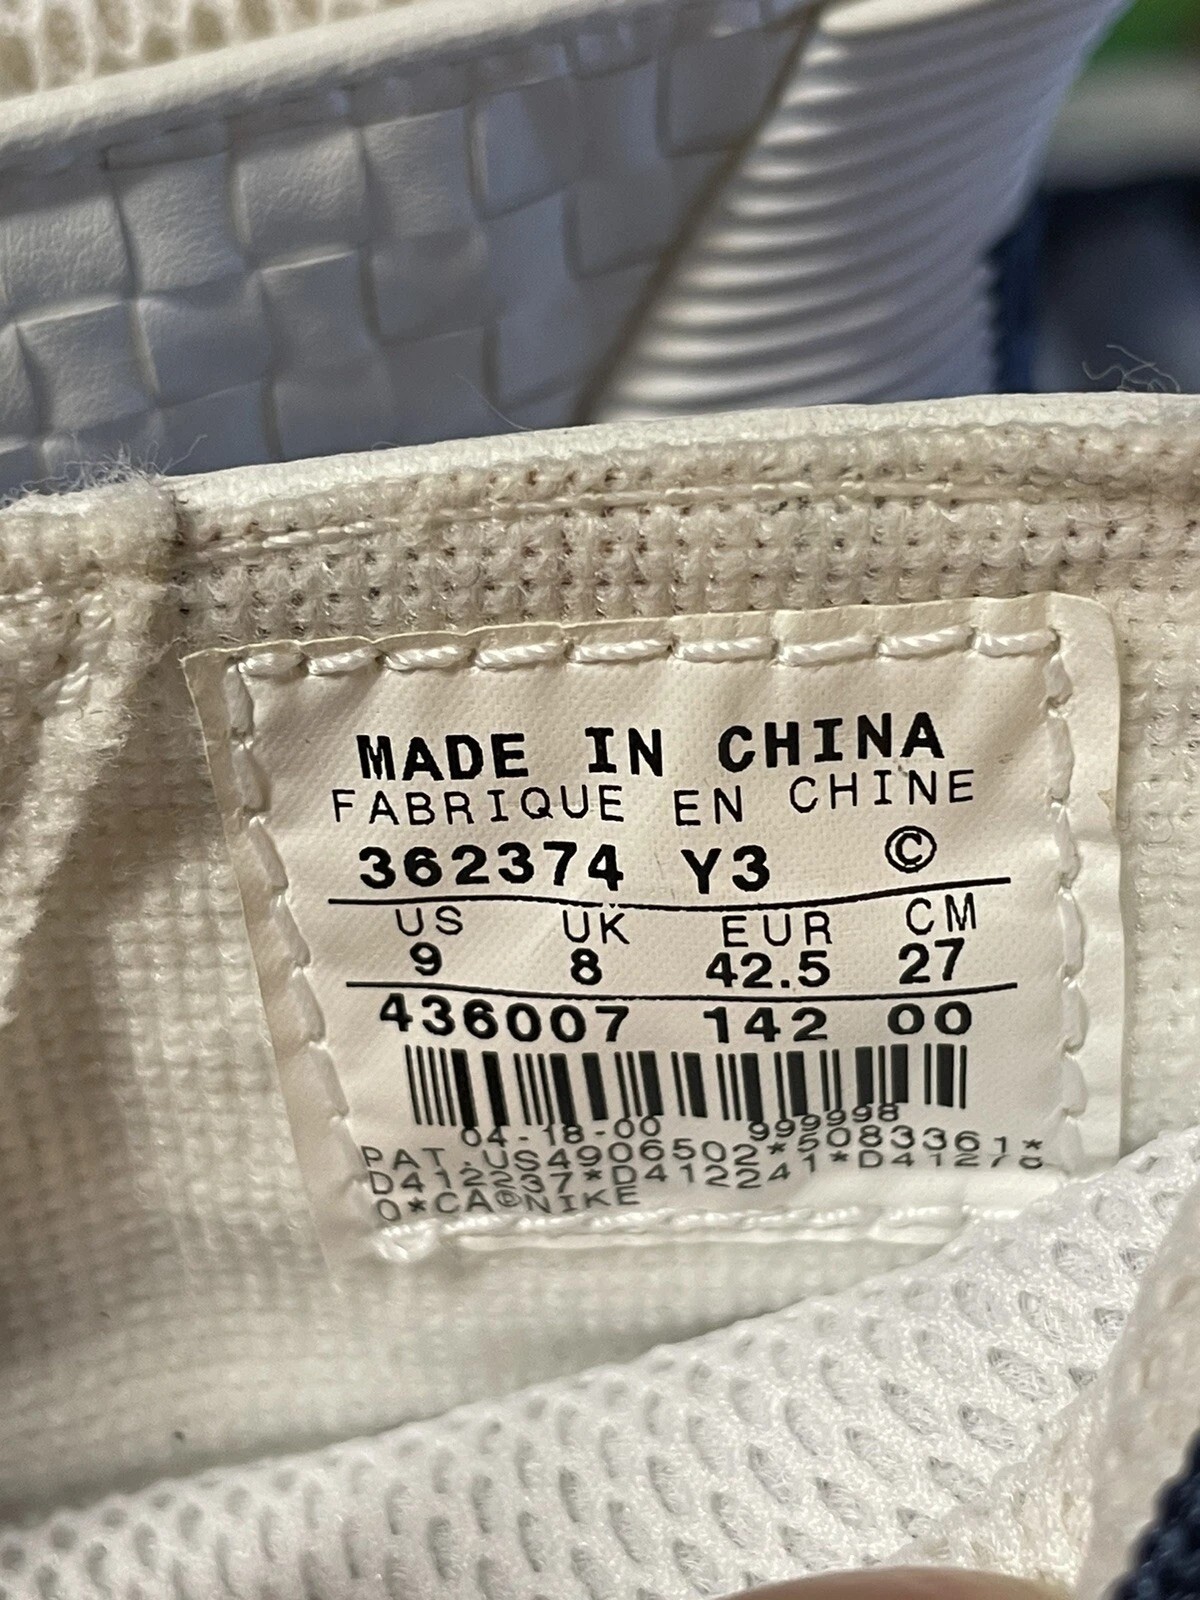 MADE IN CHINA
FABRIQUE EN CHINE
362374 Y3 ©
US UK EUR CM
9 8 42.5 27
436007 142 00
04-18-00 999998
PAT.US4906502*5083361*
D412237*D412241*D4127
0*CA®NIKE